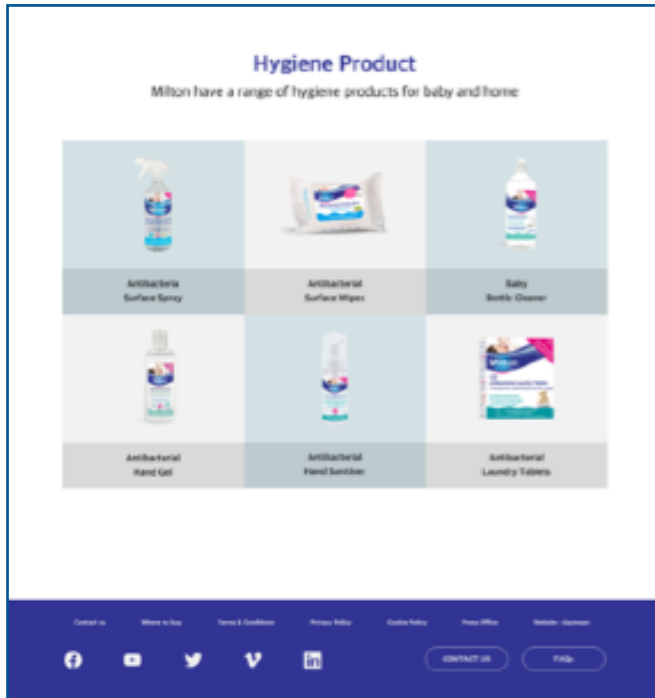 Hygiene Product
Milton have a range of hygiene products for baby and home
Antibacteria
Surface Spray
Antibacterial
Surface Wipes
Baby
Bottle Cleaner
Antibacterial
Hand Gel
Antibacterial
Hand Sanitiner
Antibacterial
Laundry Tablets
Contact us
Where to buy
Terms & Conditions
Privacy Policy
Cookie Policy
Press Office
CONTACT US
FAQs